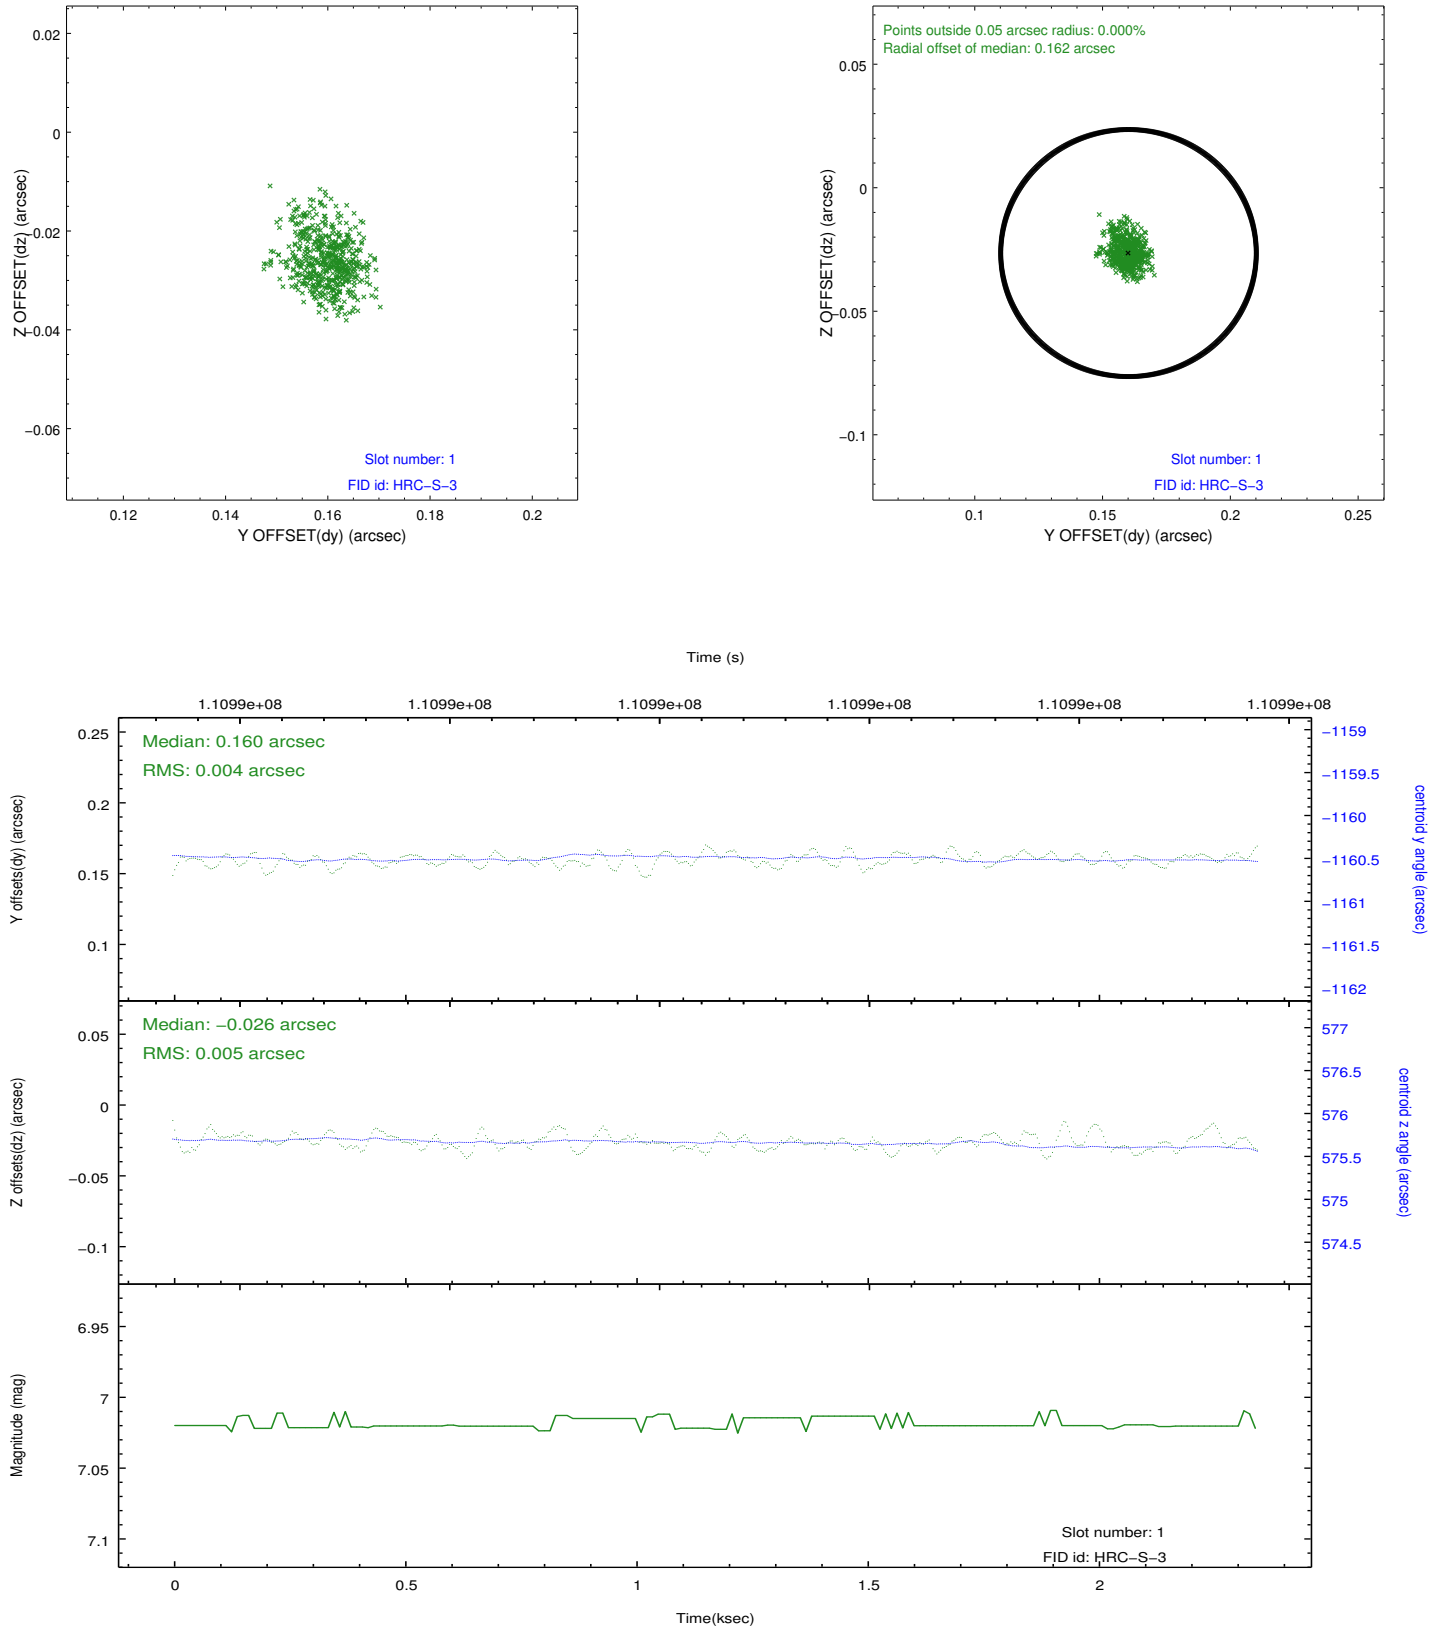 0.02
0
−0.02
−0.04
−0.06
Z OFFSET(dz) (arcsec)
Slot number: 1
FID id: HRC−S−3
0.12 0.14 0.16 0.18 0.2
Y OFFSET(dy) (arcsec)
Points outside 0.05 arcsec radius: 0.000%
Radial offset of median: 0.162 arcsec
0.05
0
−0.05
−0.1
Z OFFSET(dz) (arcsec)
Slot number: 1
FID id: HRC−S−3
0.1 0.15 0.2 0.25
Y OFFSET(dy) (arcsec)
Time (s)
1.1099e+08 1.1099e+08 1.1099e+08 1.1099e+08 1.1099e+08 1.1099e+08
Median: 0.160 arcsec
RMS: 0.004 arcsec
0.25
0.2
0.15
0.1
Y offsets(dy) (arcsec)
−1159
−1159.5
−1160
−1160.5
−1161
−1161.5
−1162
centroid y angle (arcsec)
Median: −0.026 arcsec
RMS: 0.005 arcsec
0.05
0
−0.05
−0.1
Z offsets(dz) (arcsec)
577
576.5
576
575.5
575
574.5
centroid z angle (arcsec)
6.95
7
7.05
7.1
Magnitude (mag)
Slot number: 1
FID id: HRC−S−3
0 0.5 1 1.5 2
Time(ksec)